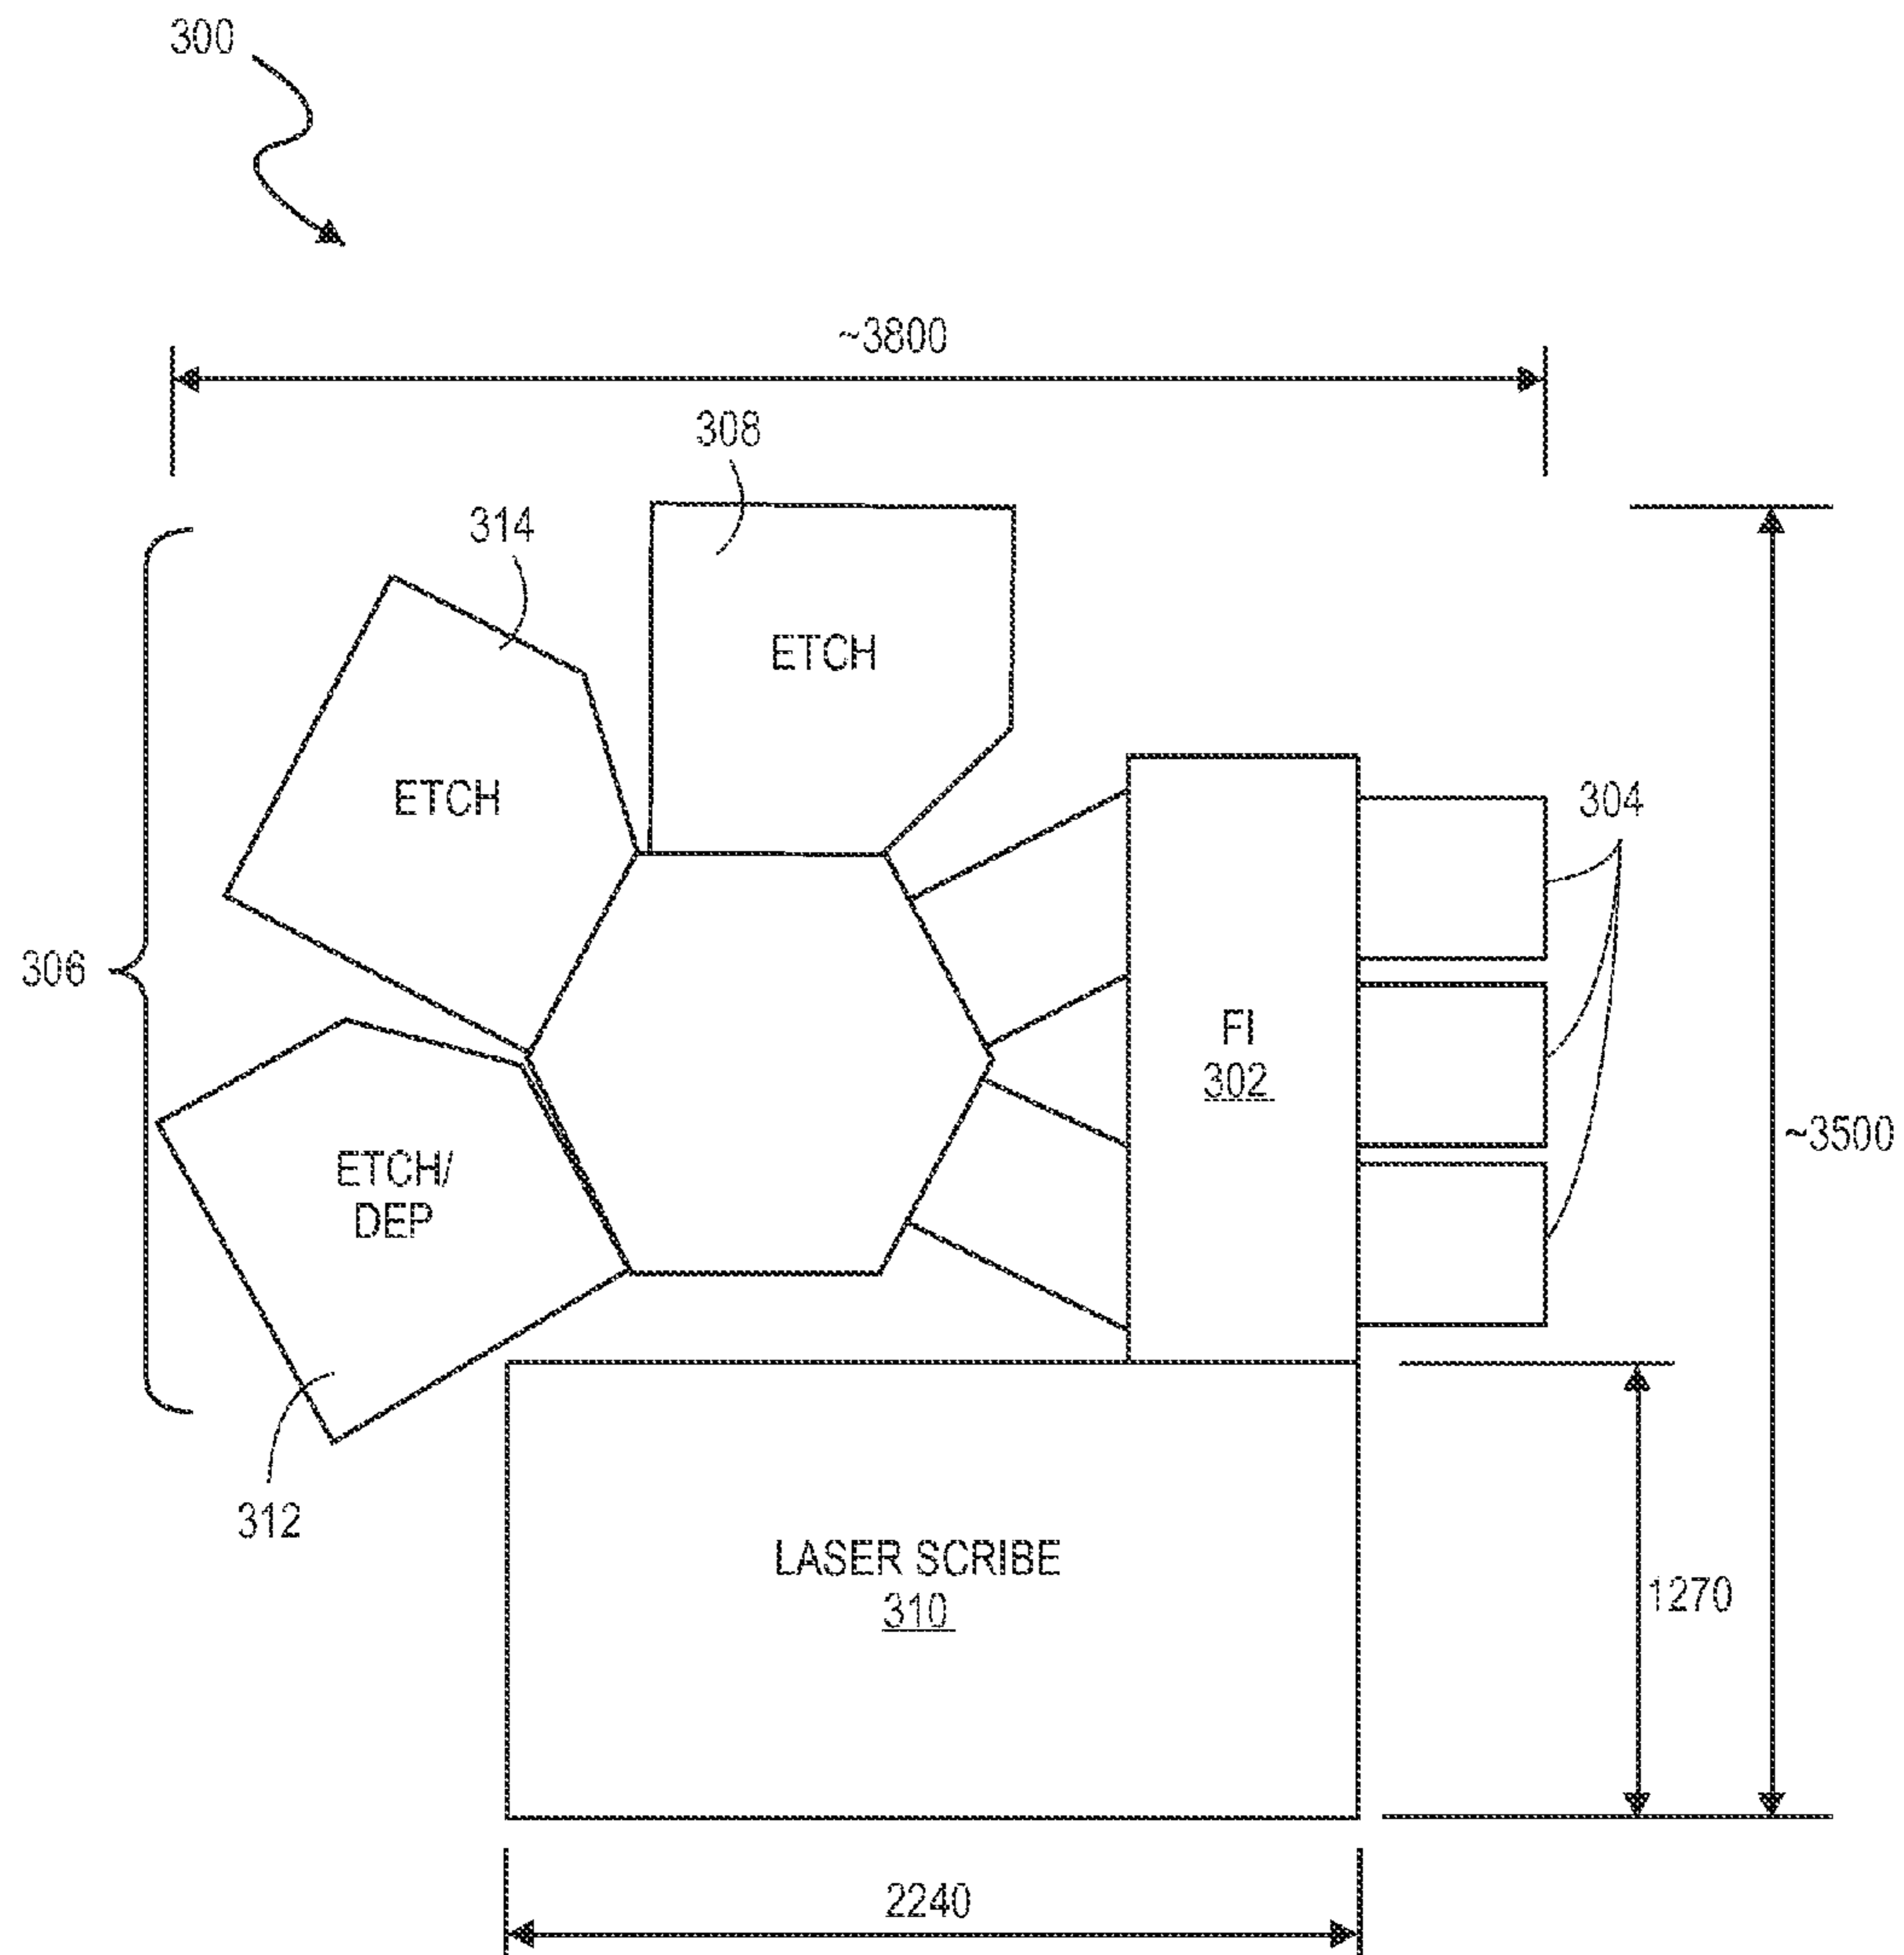 300
~3800
308
314
ETCH
ETCH
304
306
FI
302
~3500
ETCH/
DEP
312
LASER SCRIBE
310
1270
2240